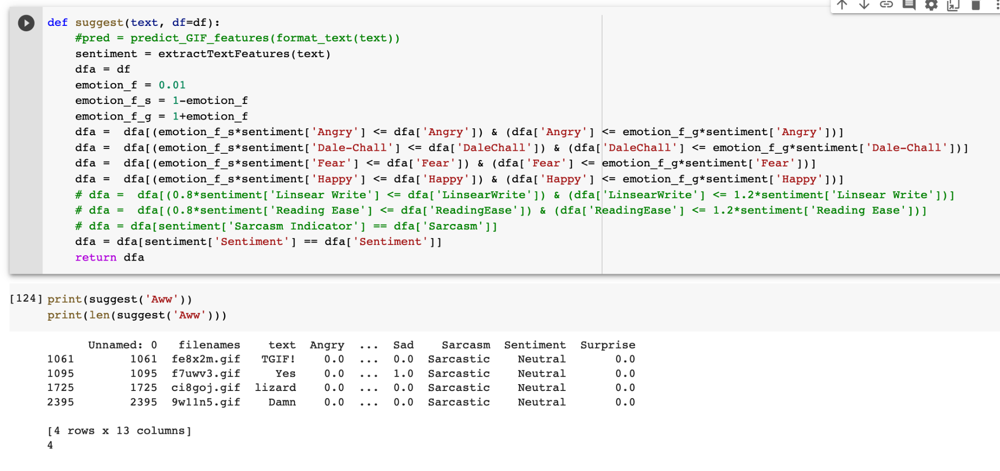 def suggest(text, df=df):
    #pred = predict_GIF_features(format_text(text))
    sentiment = extractTextFeatures(text)
    dfa = df
    emotion_f = 0.01
    emotion_f_s = 1-emotion_f
    emotion_f_g = 1+emotion_f
    dfa =  dfa[(emotion_f_s*sentiment['Angry'] <= dfa['Angry']) & (dfa['Angry'] <= emotion_f_g*sentiment['Angry'])]
    dfa =  dfa[(emotion_f_s*sentiment['Dale-Chall'] <= dfa['DaleChall']) & (dfa['DaleChall'] <= emotion_f_g*sentiment['Dale-Chall'])]
    dfa =  dfa[(emotion_f_s*sentiment['Fear'] <= dfa['Fear']) & (dfa['Fear'] <= emotion_f_g*sentiment['Fear'])]
    dfa =  dfa[(emotion_f_s*sentiment['Happy'] <= dfa['Happy']) & (dfa['Happy'] <= emotion_f_g*sentiment['Happy'])]
    # dfa =  dfa[(0.8*sentiment['Linsear Write'] <= dfa['LinsearWrite']) & (dfa['LinsearWrite'] <= 1.2*sentiment['Linsear Write'])]
    # dfa =  dfa[(0.8*sentiment['Reading Ease'] <= dfa['ReadingEase']) & (dfa['ReadingEase'] <= 1.2*sentiment['Reading Ease'])]
    # dfa = dfa[sentiment['Sarcasm Indicator'] == dfa['Sarcasm']]
    dfa = dfa[sentiment['Sentiment'] == dfa['Sentiment']]
    return dfa
[124] print(suggest('Aww'))
print(len(suggest('Aww')))
      Unnamed: 0   filenames    text  Angry  ...  Sad    Sarcasm  Sentiment  Surprise
1061        1061  fe8x2m.gif   TGIF!    0.0  ...  0.0  Sarcastic    Neutral       0.0
1095        1095  f7uwv3.gif     Yes    0.0  ...  1.0  Sarcastic    Neutral       0.0
1725        1725  ci8goj.gif  lizard    0.0  ...  0.0  Sarcastic    Neutral       0.0
2395        2395  9w11n5.gif    Damn    0.0  ...  0.0  Sarcastic    Neutral       0.0
[4 rows x 13 columns]
4